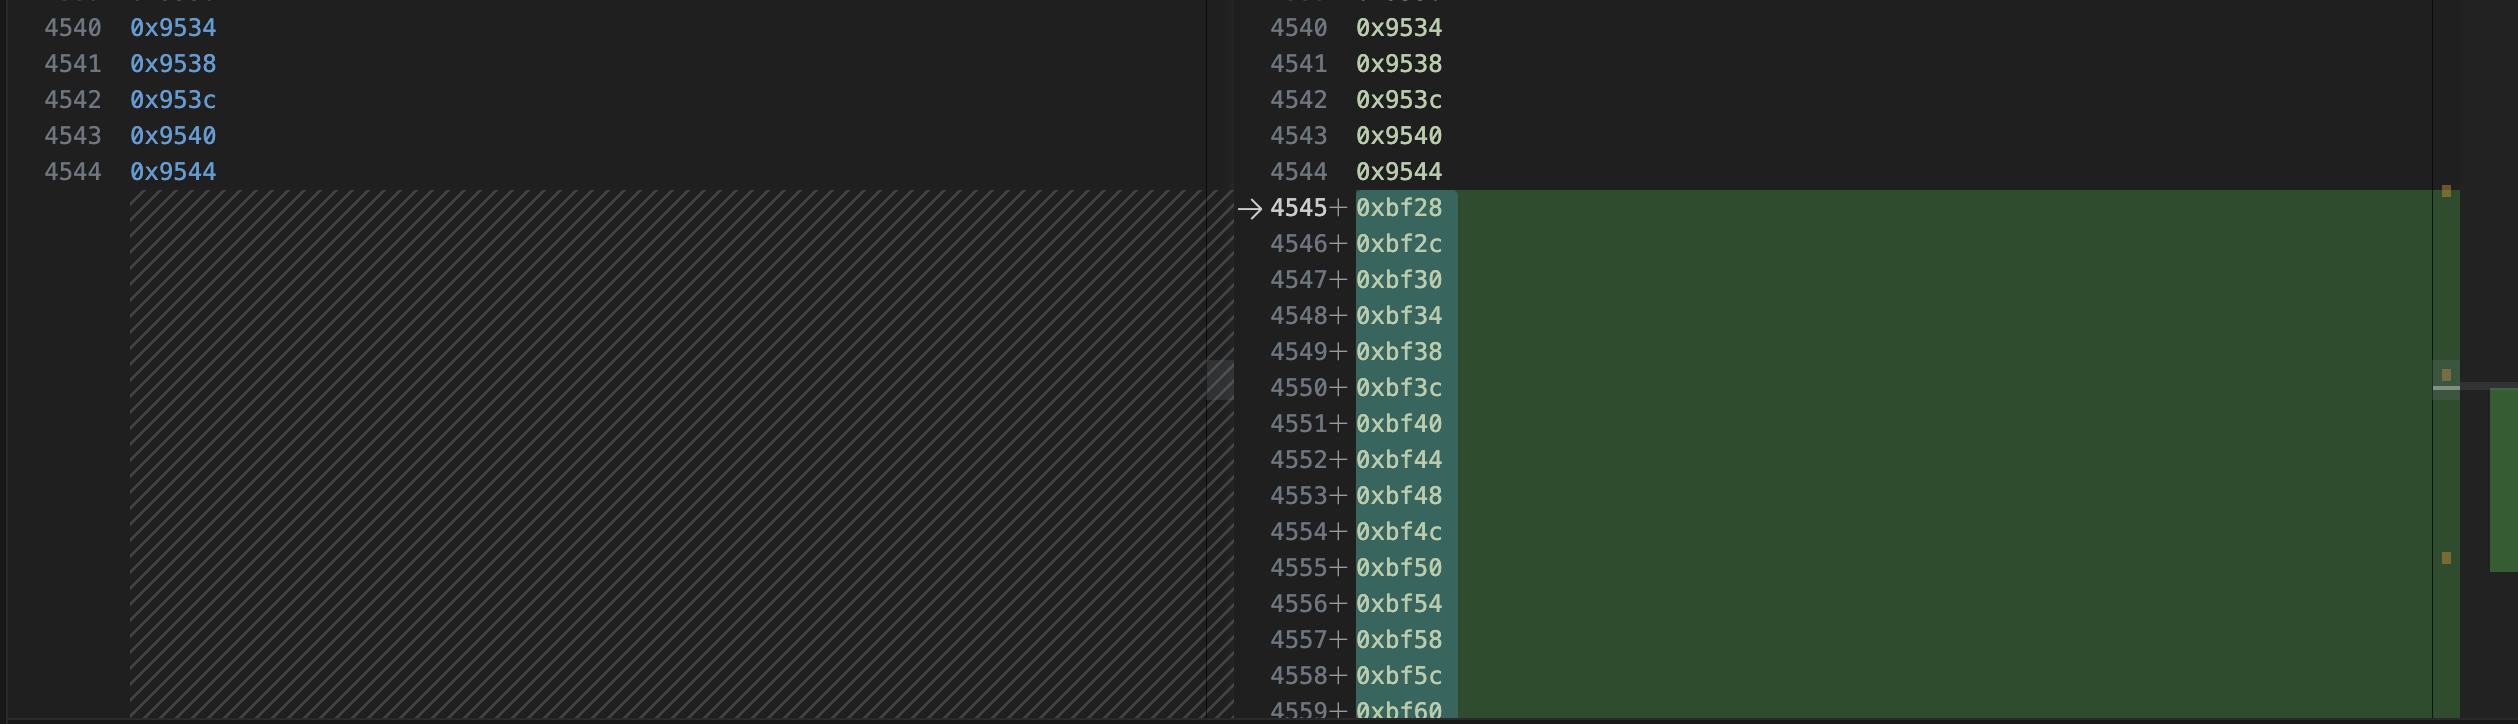 4540 0x9534
4541 0x9538
4542 0x953c
4543 0x9540
4544 0x9544
4540 0x9534
4541 0x9538
4542 0x953c
4543 0x9540
4544 0x9544
→ 4545+ 0xbf28
4546+ 0xbf2c
4547+ 0xbf30
4548+ 0xbf34
4549+ 0xbf38
4550+ 0xbf3c
4551+ 0xbf40
4552+ 0xbf44
4553+ 0xbf48
4554+ 0xbf4c
4555+ 0xbf50
4556+ 0xbf54
4557+ 0xbf58
4558+ 0xbf5c
4559+ 0xbf60